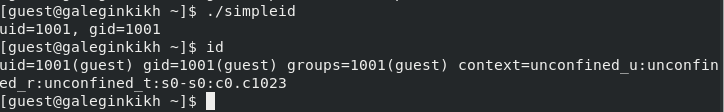 [guest@galeginkikh ~]$ ./simpleid
uid=1001, gid=1001
[guest@galeginkikh ~]$ id
uid=1001(guest) gid=1001(guest) groups=1001(guest) context=unconfined_u:unconfin
ed_r:unconfined_t:s0-s0:c0.c1023
[guest@galeginkikh ~]$